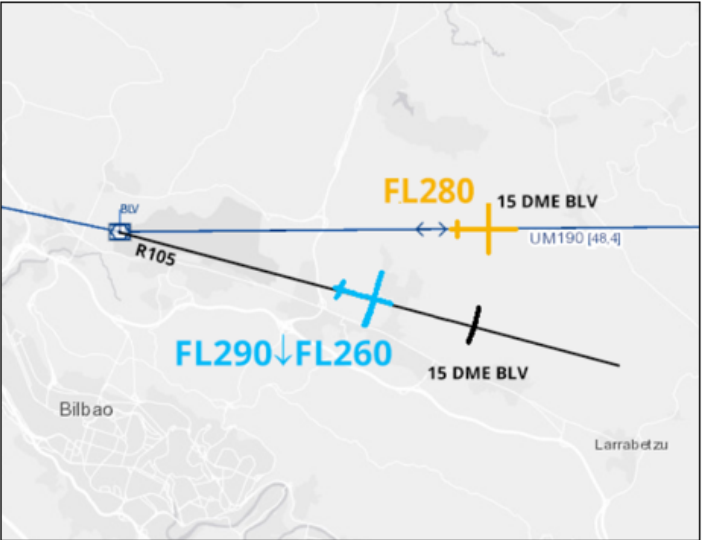 BLV
FL280
15 DME BLV
UM190 [48,4]
R105
FL290↓FL260
15 DME BLV
Bilbao
Larrabetzu